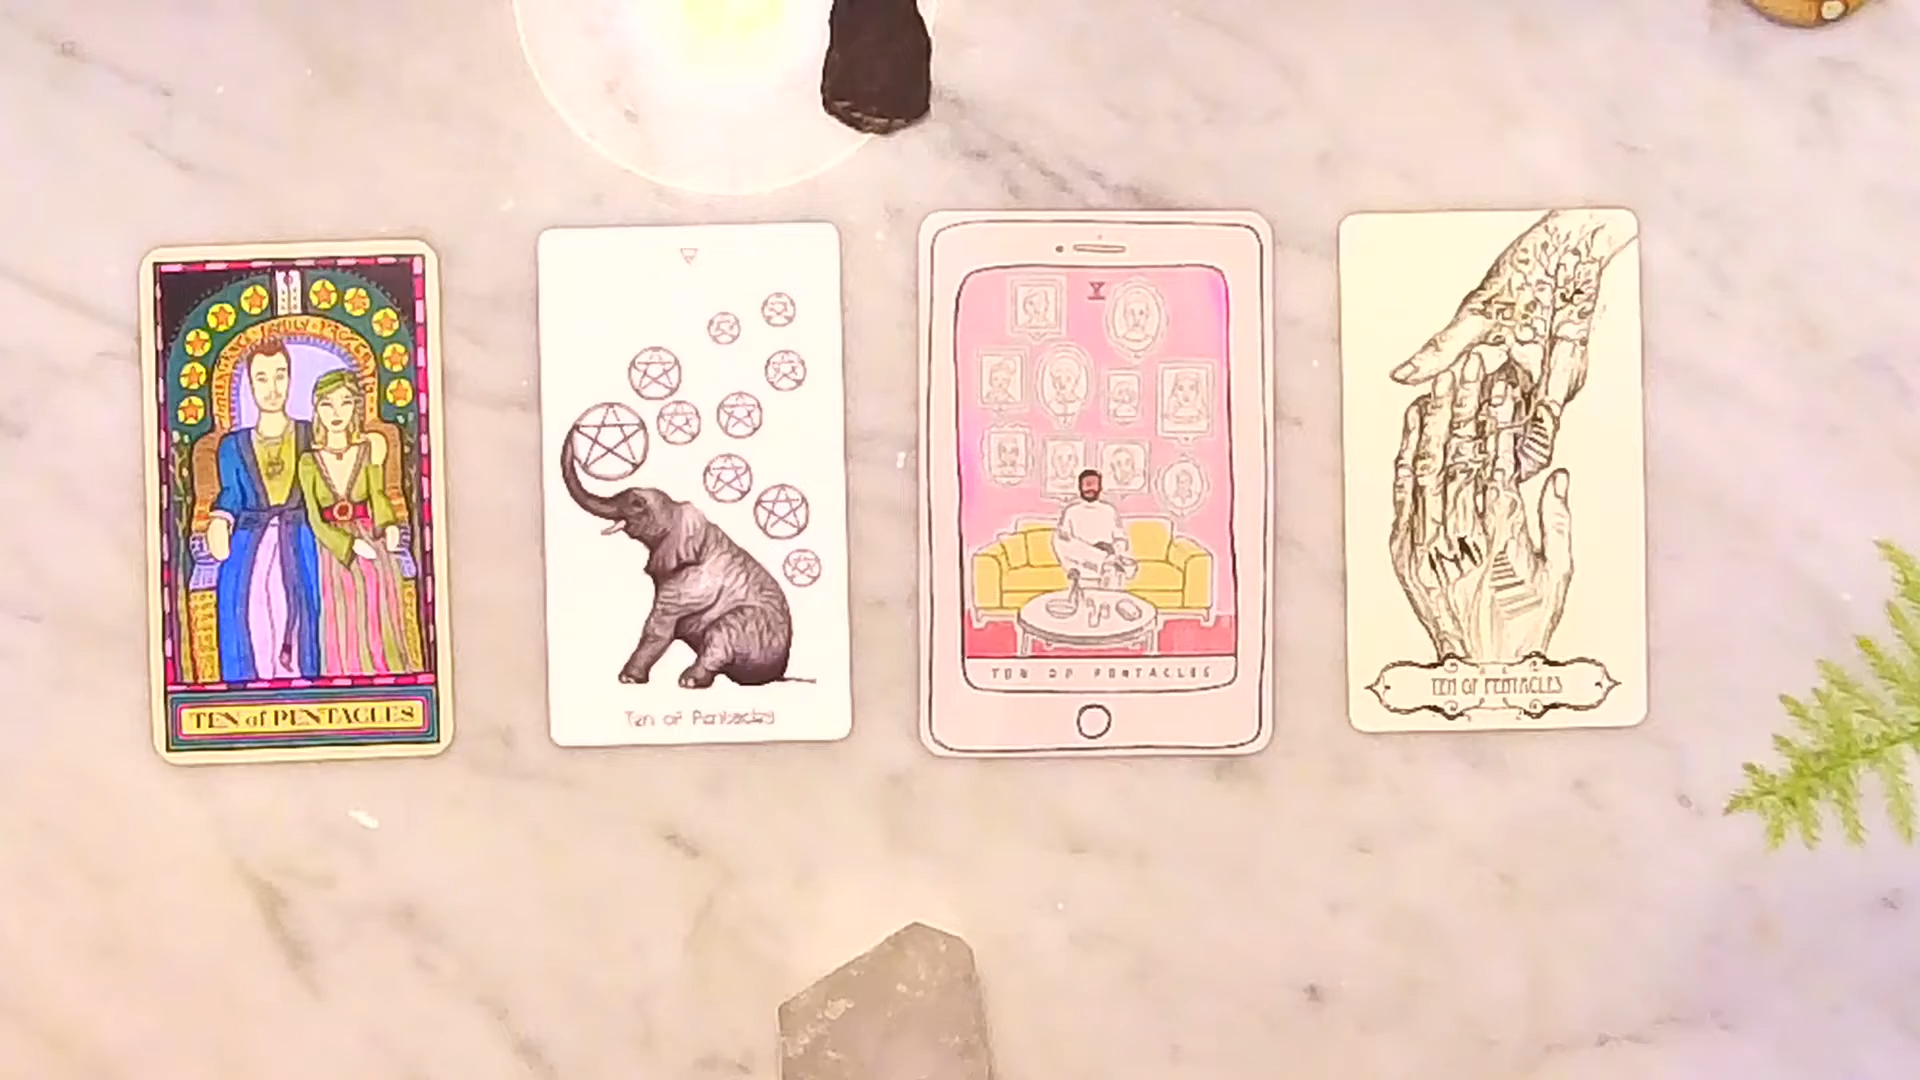 TEN of PENTACLES
Ten of Pentacles
X
TEN OF PENTACLES
TEN OF PENTACLES